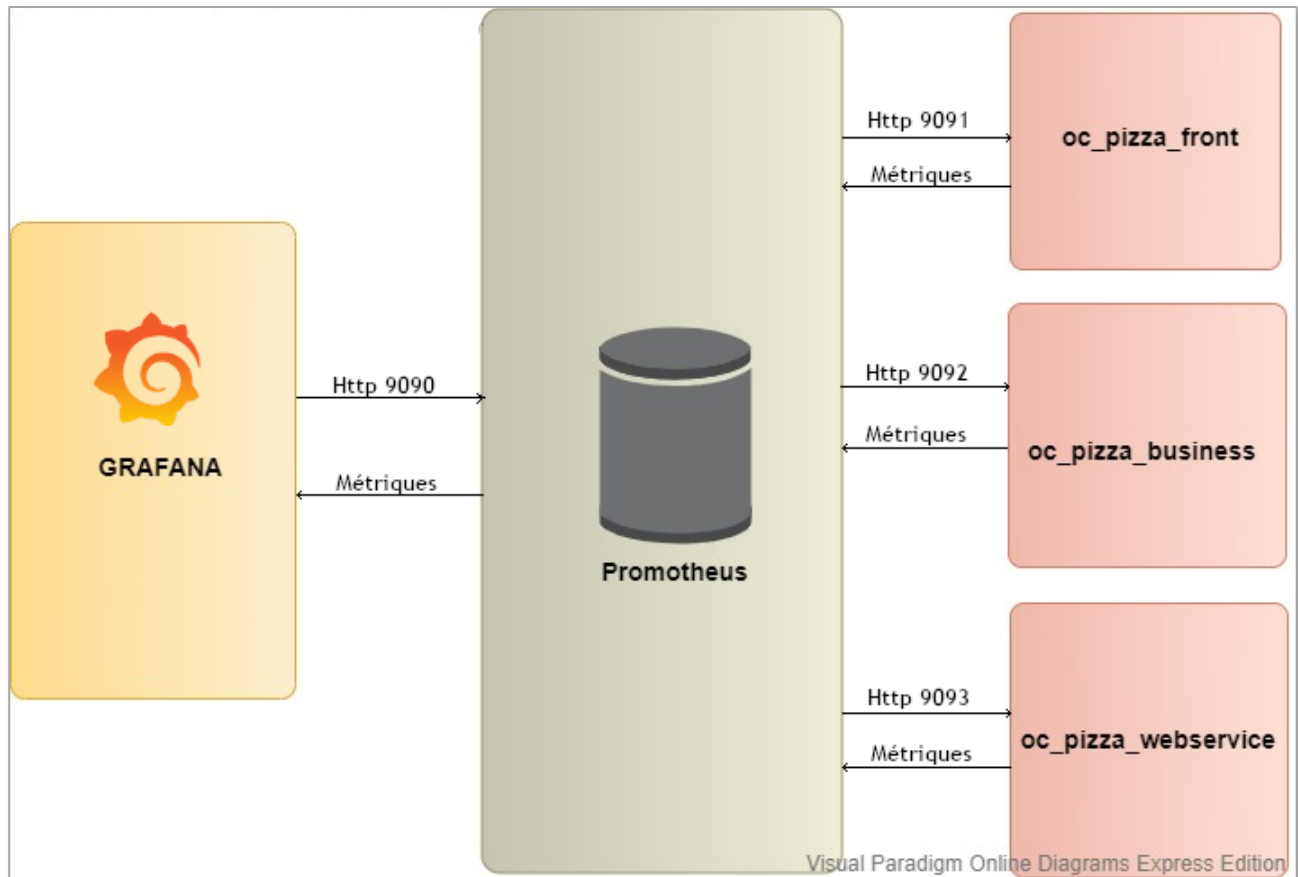 GRAFANA
Http 9090
Métriques
Promotheus
Http 9091
Métriques
oc_pizza_front
Http 9092
Métriques
oc_pizza_business
Http 9093
Métriques
oc_pizza_webservice
Visual Paradigm Online Diagrams Express Edition